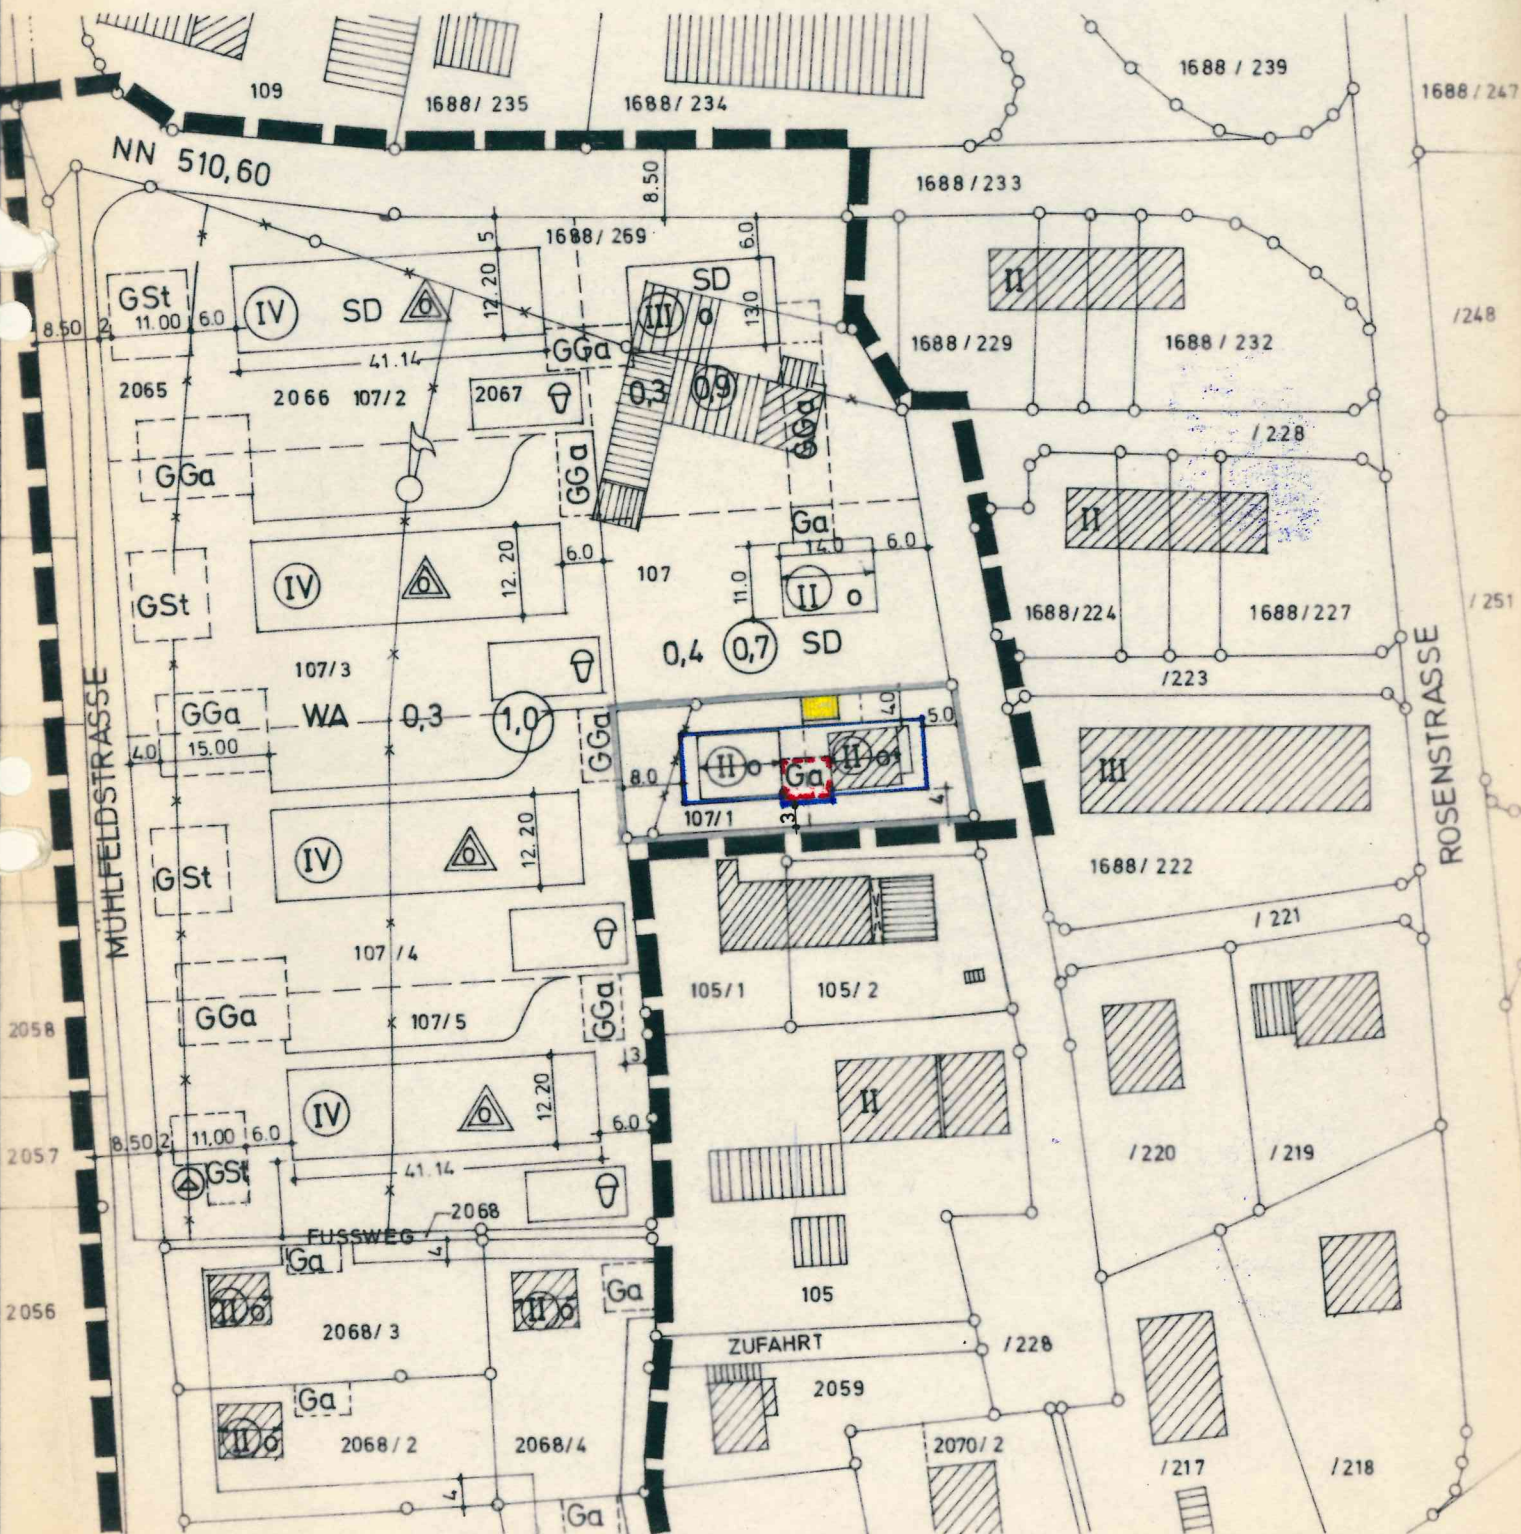 109
1688/ 235
1688/ 234
1688 / 239
1688/ 247
NN 510,60
8.50
1688/233
5
1688/ 269
6.0
GSt
IV
SD
O
12.20
SD
III
o
13.0
II
8.50
2
11.00
6.0
/248
41.14
GGa
1688 / 229
1688/ 232
2065
2066
107/2
2067
0,3
0,9
GGa
/ 228
GGa
GGa
II
Ga
14.0
6.0
IV
O
12.20
6.0
107
11.0
II
o
GSt
1688/224
1688/227
/ 251
0,4
0,7
SD
107/3
/223
GGa
WA
0,3
1,0
GGa
4.0
5.0
4.0
15.00
8.0
II
o
Ga
II
o
III
107/1
3
4
MÜHLFELDSTRASSE
ROSENSTRASSE
IV
O
12.20
1688/ 222
GSt
/ 221
107/4
105/1
105/2
GGa
107/5
GGa
2058
3
IV
O
12.20
II
8.50
2
11.00
6.0
6.0
2057
GSt
41.14
/ 220
/ 219
2068
FUSSWEG
4
Ga
Ga
II
o
II
o
105
2056
2068/ 3
ZUFAHRT
/ 228
2059
Ga
II
o
2068/ 2
2068/4
2070/ 2
/217
/ 218
4
Ga